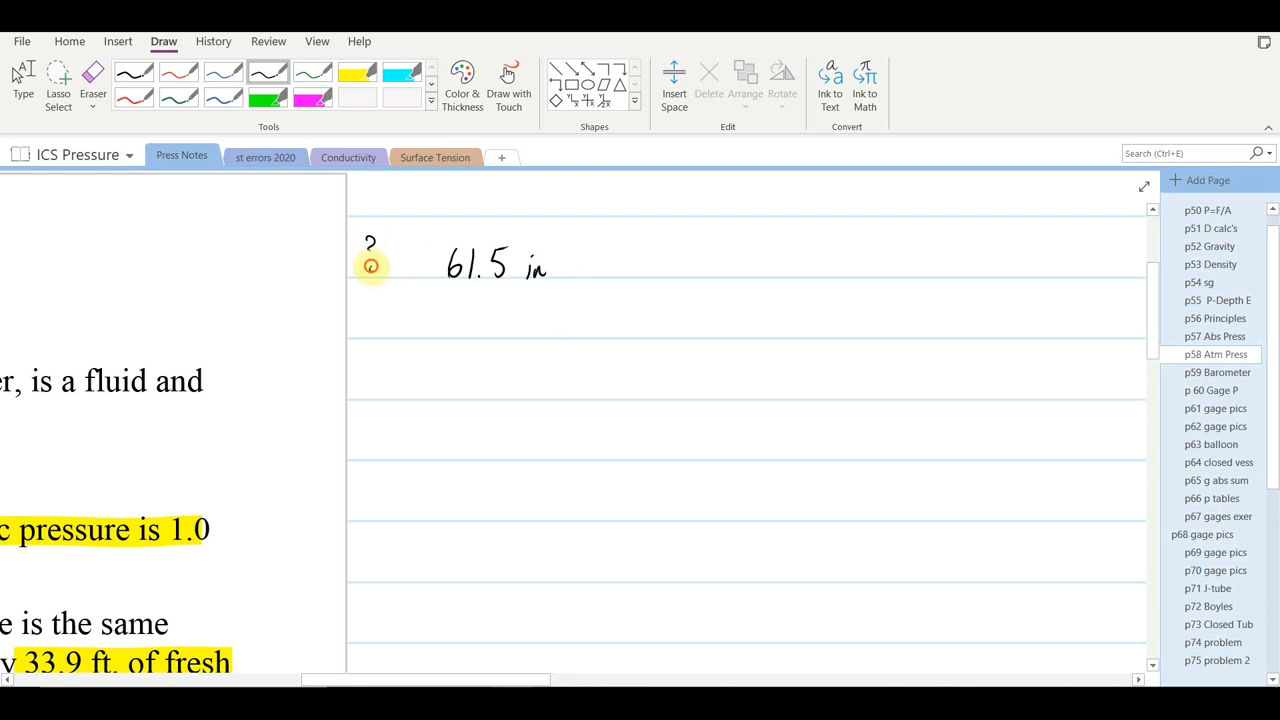 File Home Insert Draw History Review View Help
Type Lasso Select Eraser Color & Thickness Draw with Touch Insert Space Delete Arrange Rotate Ink to Text Ink to Math
Tools Shapes Edit Convert
ICS Pressure Press Notes st errors 2020 Conductivity Surface Tension + Search (Ctrl+E)
Add Page
p50 P=F/A
p51 D calc's
p52 Gravity
p53 Density
p54 sg
p55 P-Depth E
p56 Principles
p57 Abs Press
p58 Atm Press
p59 Barometer
p 60 Gage P
p61 gage pics
p62 gage pics
p63 balloon
p64 closed vess
p65 g abs sum
p66 p tables
p67 gages exer
p68 gage pics
p69 gage pics
p70 gage pics
p71 J-tube
p72 Boyles
p73 Closed Tub
p74 problem
p75 problem 2
?
61.5 in
er, is a fluid and
c pressure is 1.0
e is the same
y 33.9 ft. of fresh